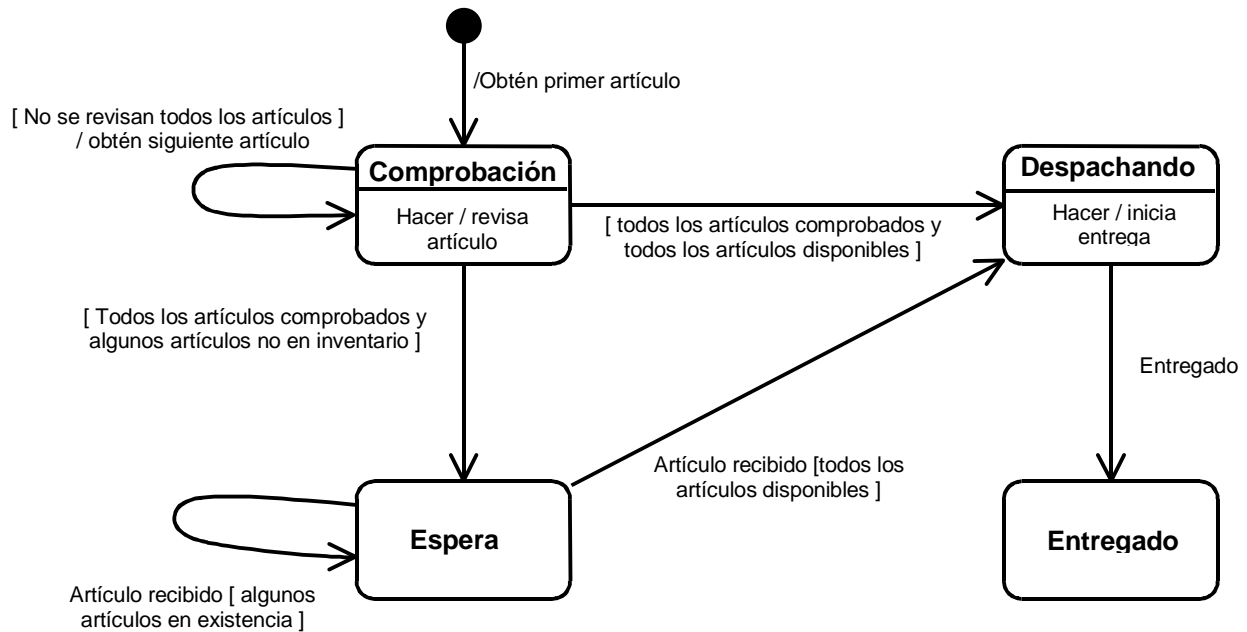 /Obtén primer artículo
[ No se revisan todos los artículos ]
/ obtén siguiente artículo
Comprobación
Hacer / revisa
artículo
Despachando
Hacer / inicia
entrega
[ todos los artículos comprobados y
todos los artículos disponibles ]
[ Todos los artículos comprobados y
algunos artículos no en inventario ]
Entregado
Artículo recibido [todos los
artículos disponibles ]
Espera
Entregado
Artículo recibido [ algunos
artículos en existencia ]